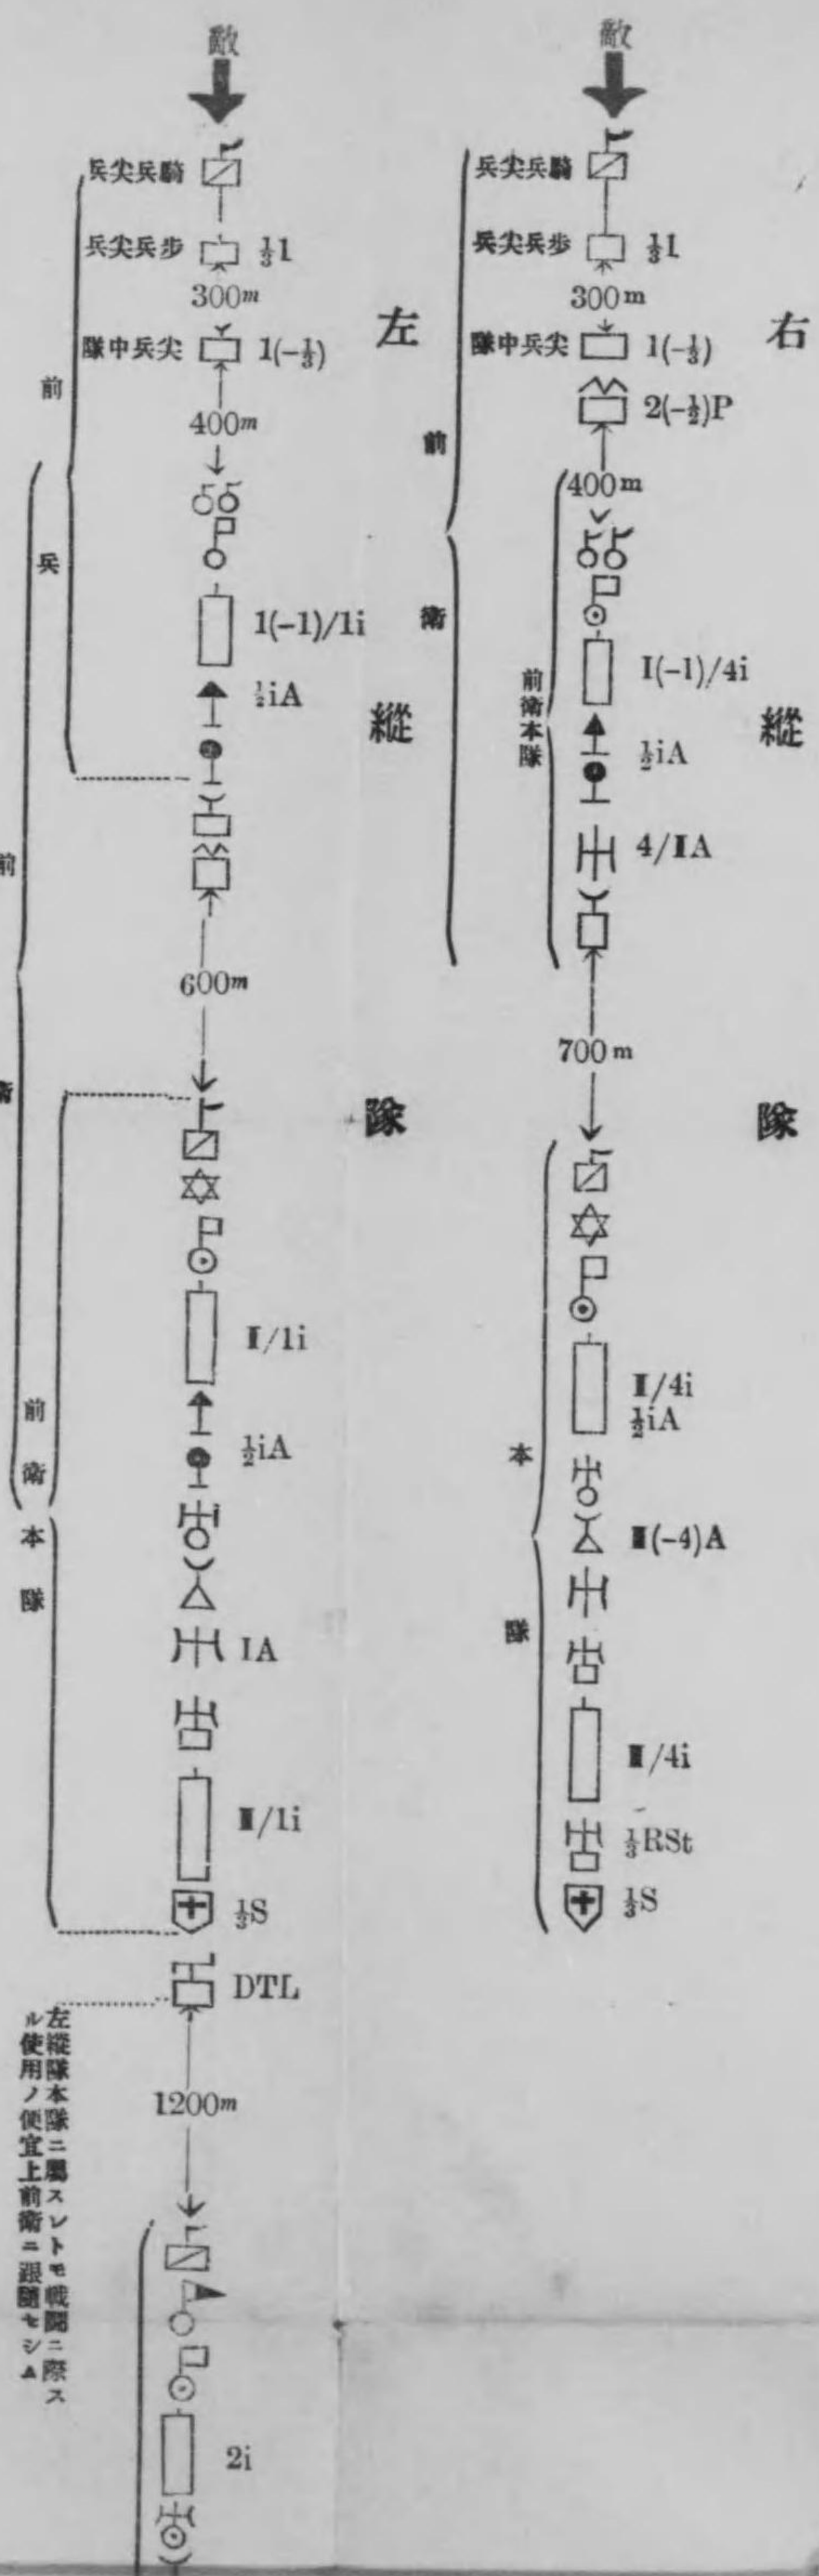 右縱隊
敵
騎兵尖兵
歩兵尖兵 ⅓1
300m
尖兵中隊 1(-⅓)
2(-½)P
前衛
400m
前衛本隊
I(-1)/4i
½iA
4/ⅡA
700m
本隊
Ⅱ/4i
½iA
Ⅱ(-4)A
Ⅲ/4i
⅓RSt
⅓S
左縱隊
敵
騎兵尖兵
歩兵尖兵 ⅓1
300m
尖兵中隊 1(-⅓)
前兵
400m
1(-1)/1i
½iA
前衛
600m
前衛本隊
Ⅱ/1i
½iA
IA
Ⅲ/1i
⅓S
DTL
左縱隊本隊ニ屬スレトモ戰鬪ニ際ス
ル使用ノ便宜上前衛ニ跟隨セシム
1200m
2i